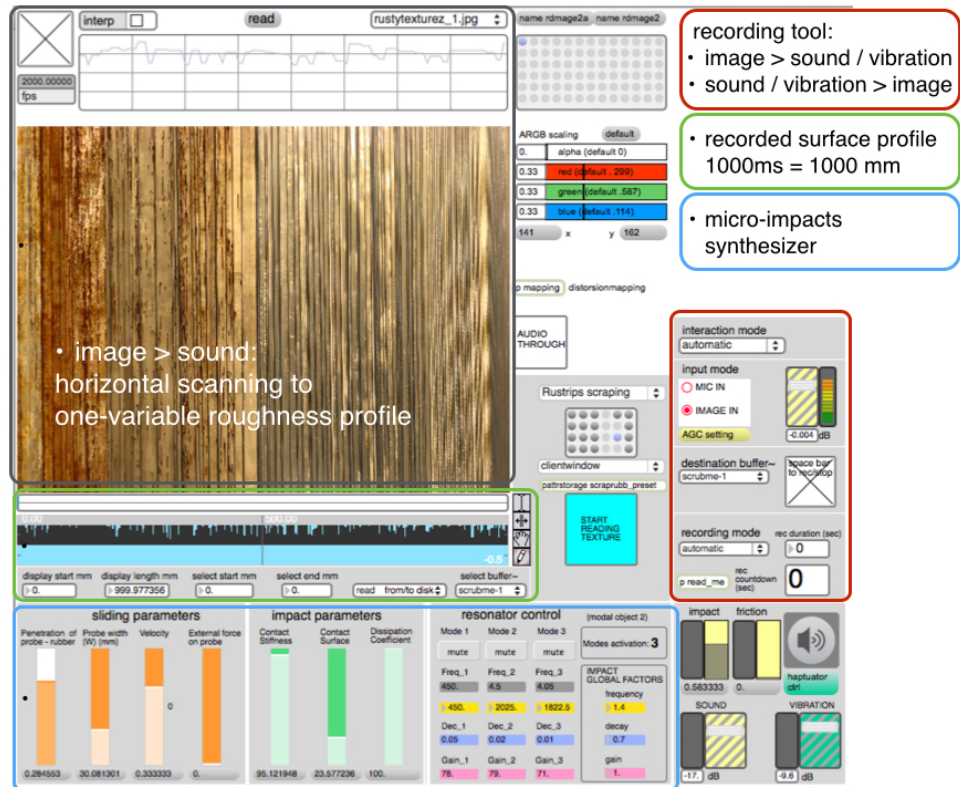 interp
read
rustytexturez_1.jpg
2000.00000
fps
name rdmage2a name rdmage2
recording tool:
• image > sound / vibration
• sound / vibration > image
• recorded surface profile
1000ms = 1000 mm
• micro-impacts
synthesizer
ARGB scaling default
0. alpha (default 0)
0.33 red (default .299)
0.33 green (default .587)
0.33 blue (default .114)
141 x y 162
p mapping distorsionmapping
AUDIO
THROUGH
• image > sound:
horizontal scanning to
one-variable roughness profile
Rustrips scraping
clientwindow
pattrstorage scraprubb_preset
START
READING
TEXTURE
interaction mode
automatic
input mode
MIC IN
IMAGE IN
AGC setting
-0.004 dB
destination buffer~
scrubme-1
space bar
to rec/stop
recording mode
automatic
rec duration (sec)
0
p read_me
rec
countdown
(sec)
0
0.00
500.00
-0.5
display start mm display length mm select start mm select end mm select buffer~
0. 999.977356 0. 0. read from/to disk scrubme-1
sliding parameters
Penetration of
probe - rubber
Probe width
(W) (mm)
Velocity
External force
on probe
0
0.284553 30.081301 0.333333 0.
impact parameters
Contact
Stiffness
Contact
Surface
Dissipation
Coefficient
95.121948 23.577236 100.
resonator control (modal object 2)
Mode 1 Mode 2 Mode 3
mute mute mute
Modes activation: 3
Freq_1 Freq_2 Freq_3
450. 4.5 4.05
450. 2025. 1822.5
Dec_1 Dec_2 Dec_3
0.05 0.02 0.01
Gain_1 Gain_2 Gain_3
78. 79. 71.
IMPACT
GLOBAL FACTORS
frequency
1.4
decay
0.7
gain
1.
impact friction
0.583333 0.
haptuator
ctrl
SOUND VIBRATION
-17. dB -9.6 dB